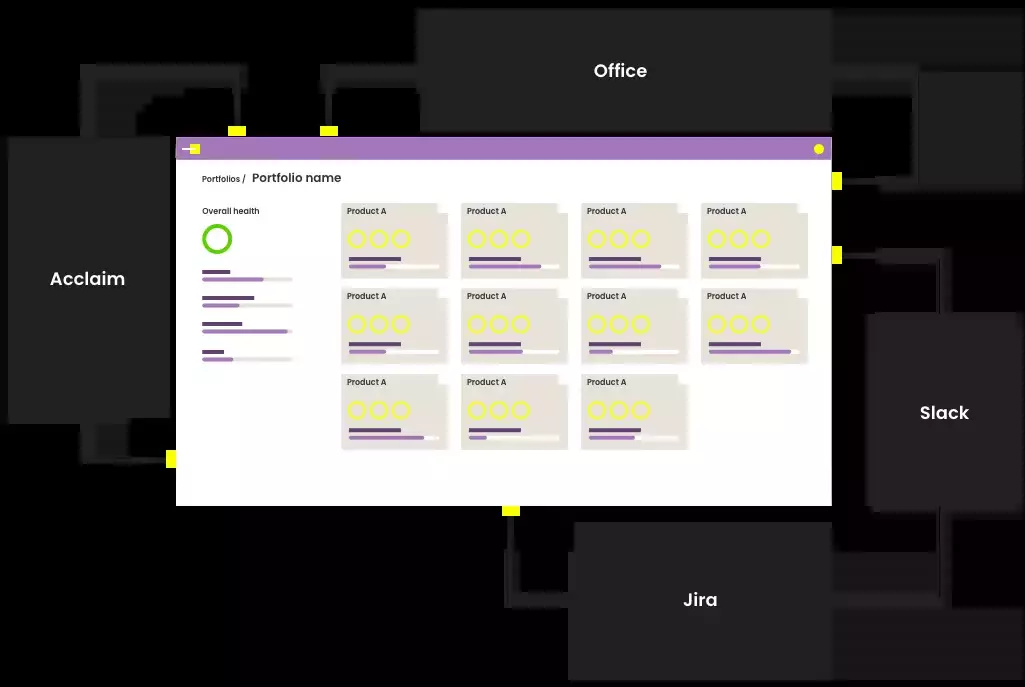 Office
Acclaim
Portfolios / Portfolio name
Overall health
Product A
Product A
Product A
Product A
Product A
Product A
Product A
Product A
Product A
Product A
Product A
Slack
Jira